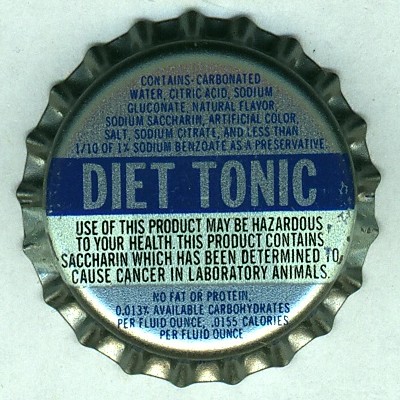 CONTAINS-CARBONATED
WATER, CITRIC ACID, SODIUM
GLUCONATE, NATURAL FLAVOR,
SODIUM SACCHARIN, ARTIFICIAL COLOR,
SALT, SODIUM CITRATE, AND LESS THAN
1/10 OF 1% SODIUM BENZOATE AS A PRESERVATIVE.
DIET TONIC
USE OF THIS PRODUCT MAY BE HAZARDOUS
TO YOUR HEALTH. THIS PRODUCT CONTAINS
SACCHARIN WHICH HAS BEEN DETERMINED TO
CAUSE CANCER IN LABORATORY ANIMALS.
NO FAT OR PROTEIN,
0.013% AVAILABLE CARBOHYDRATES
PER FLUID OUNCE; .0155 CALORIES
PER FLUID OUNCE